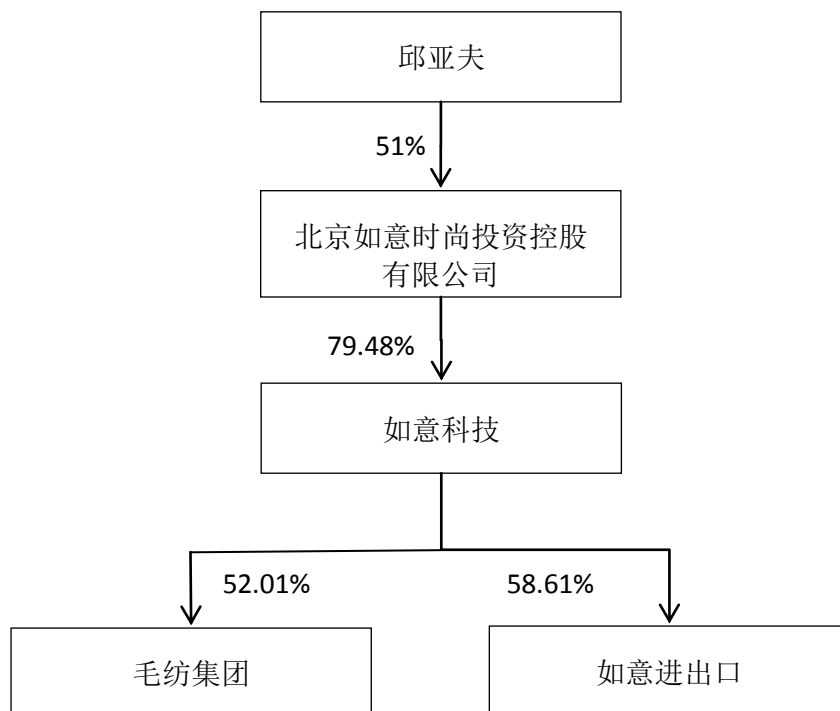 邱亚夫
51%
北京如意时尚投资控股
有限公司
79.48%
如意科技
52.01%
58.61%
毛纺集团
如意进出口